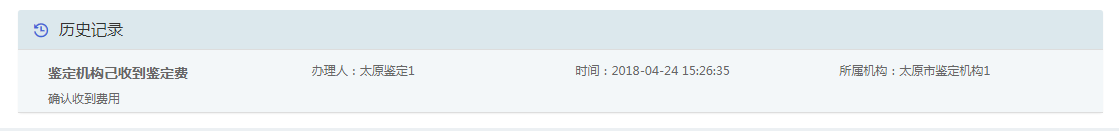 历史记录
鉴定机构己收到鉴定费 办理人：太原鉴定1 时间：2018-04-24 15:26:35 所属机构：太原市鉴定机构1
确认收到费用